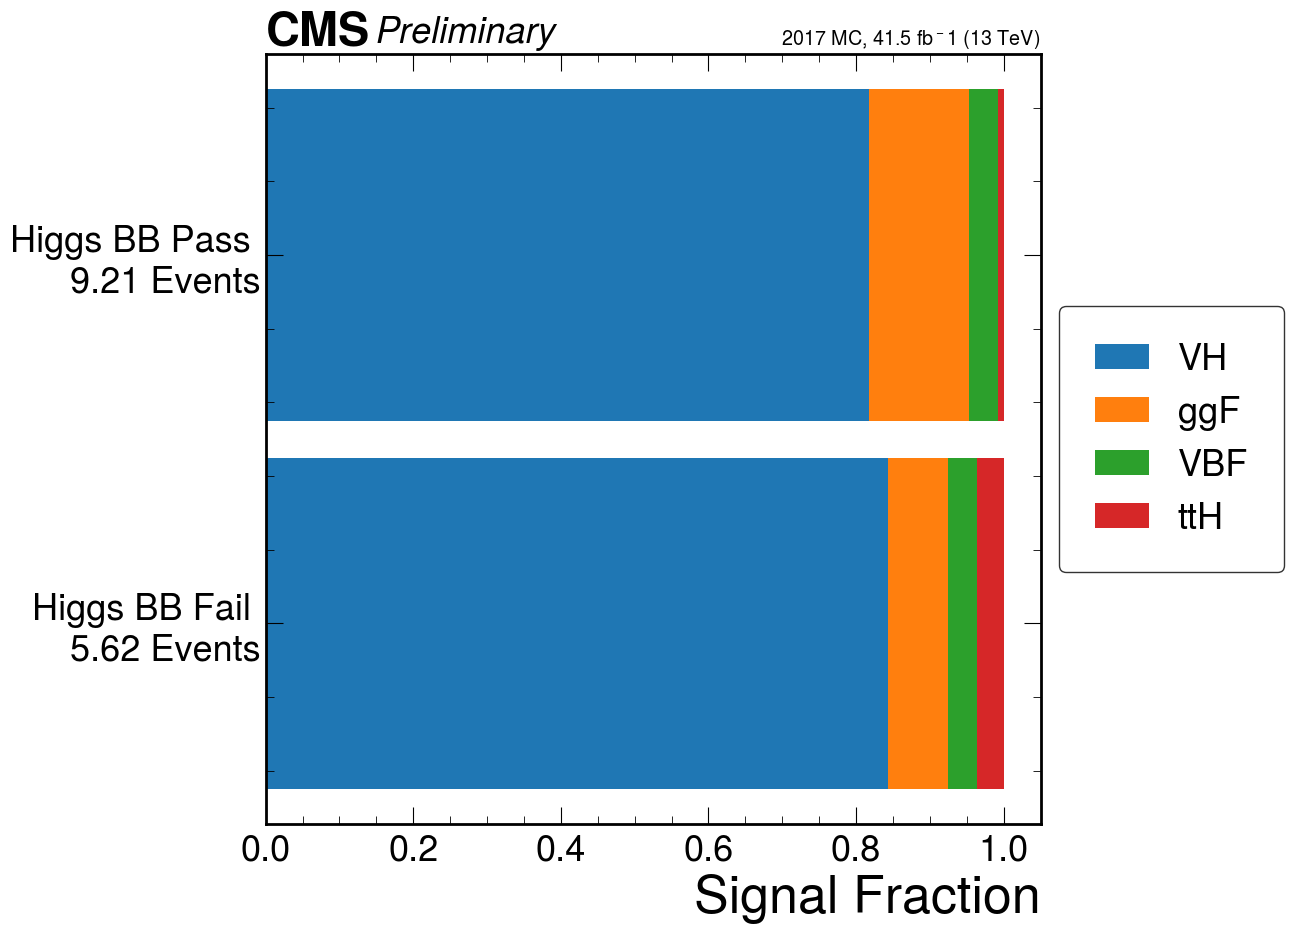 CMS Preliminary
2017 MC, 41.5 fb⁻1 (13 TeV)
Higgs BB Pass
9.21 Events
Higgs BB Fail
5.62 Events
VH
ggF
VBF
ttH
0.0 0.2 0.4 0.6 0.8 1.0
Signal Fraction